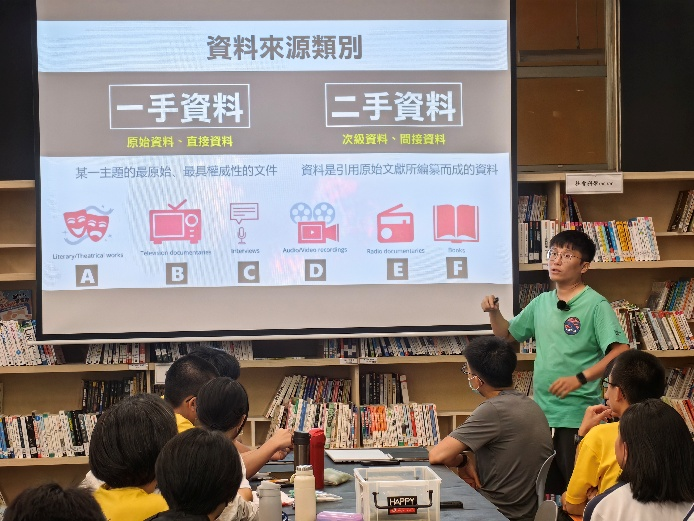 資料來源類別
一手資料
二手資料
原始資料、直接資料
次級資料、間接資料
某一主題的最原始、最具權威性的文件
資料是引用原始文獻所編纂而成的資料
Literary/Theatrical works
Television documentaries
Interviews
Audio/Video recordings
Radio documentaries
Books
A
B
C
D
E
F
HAPPY